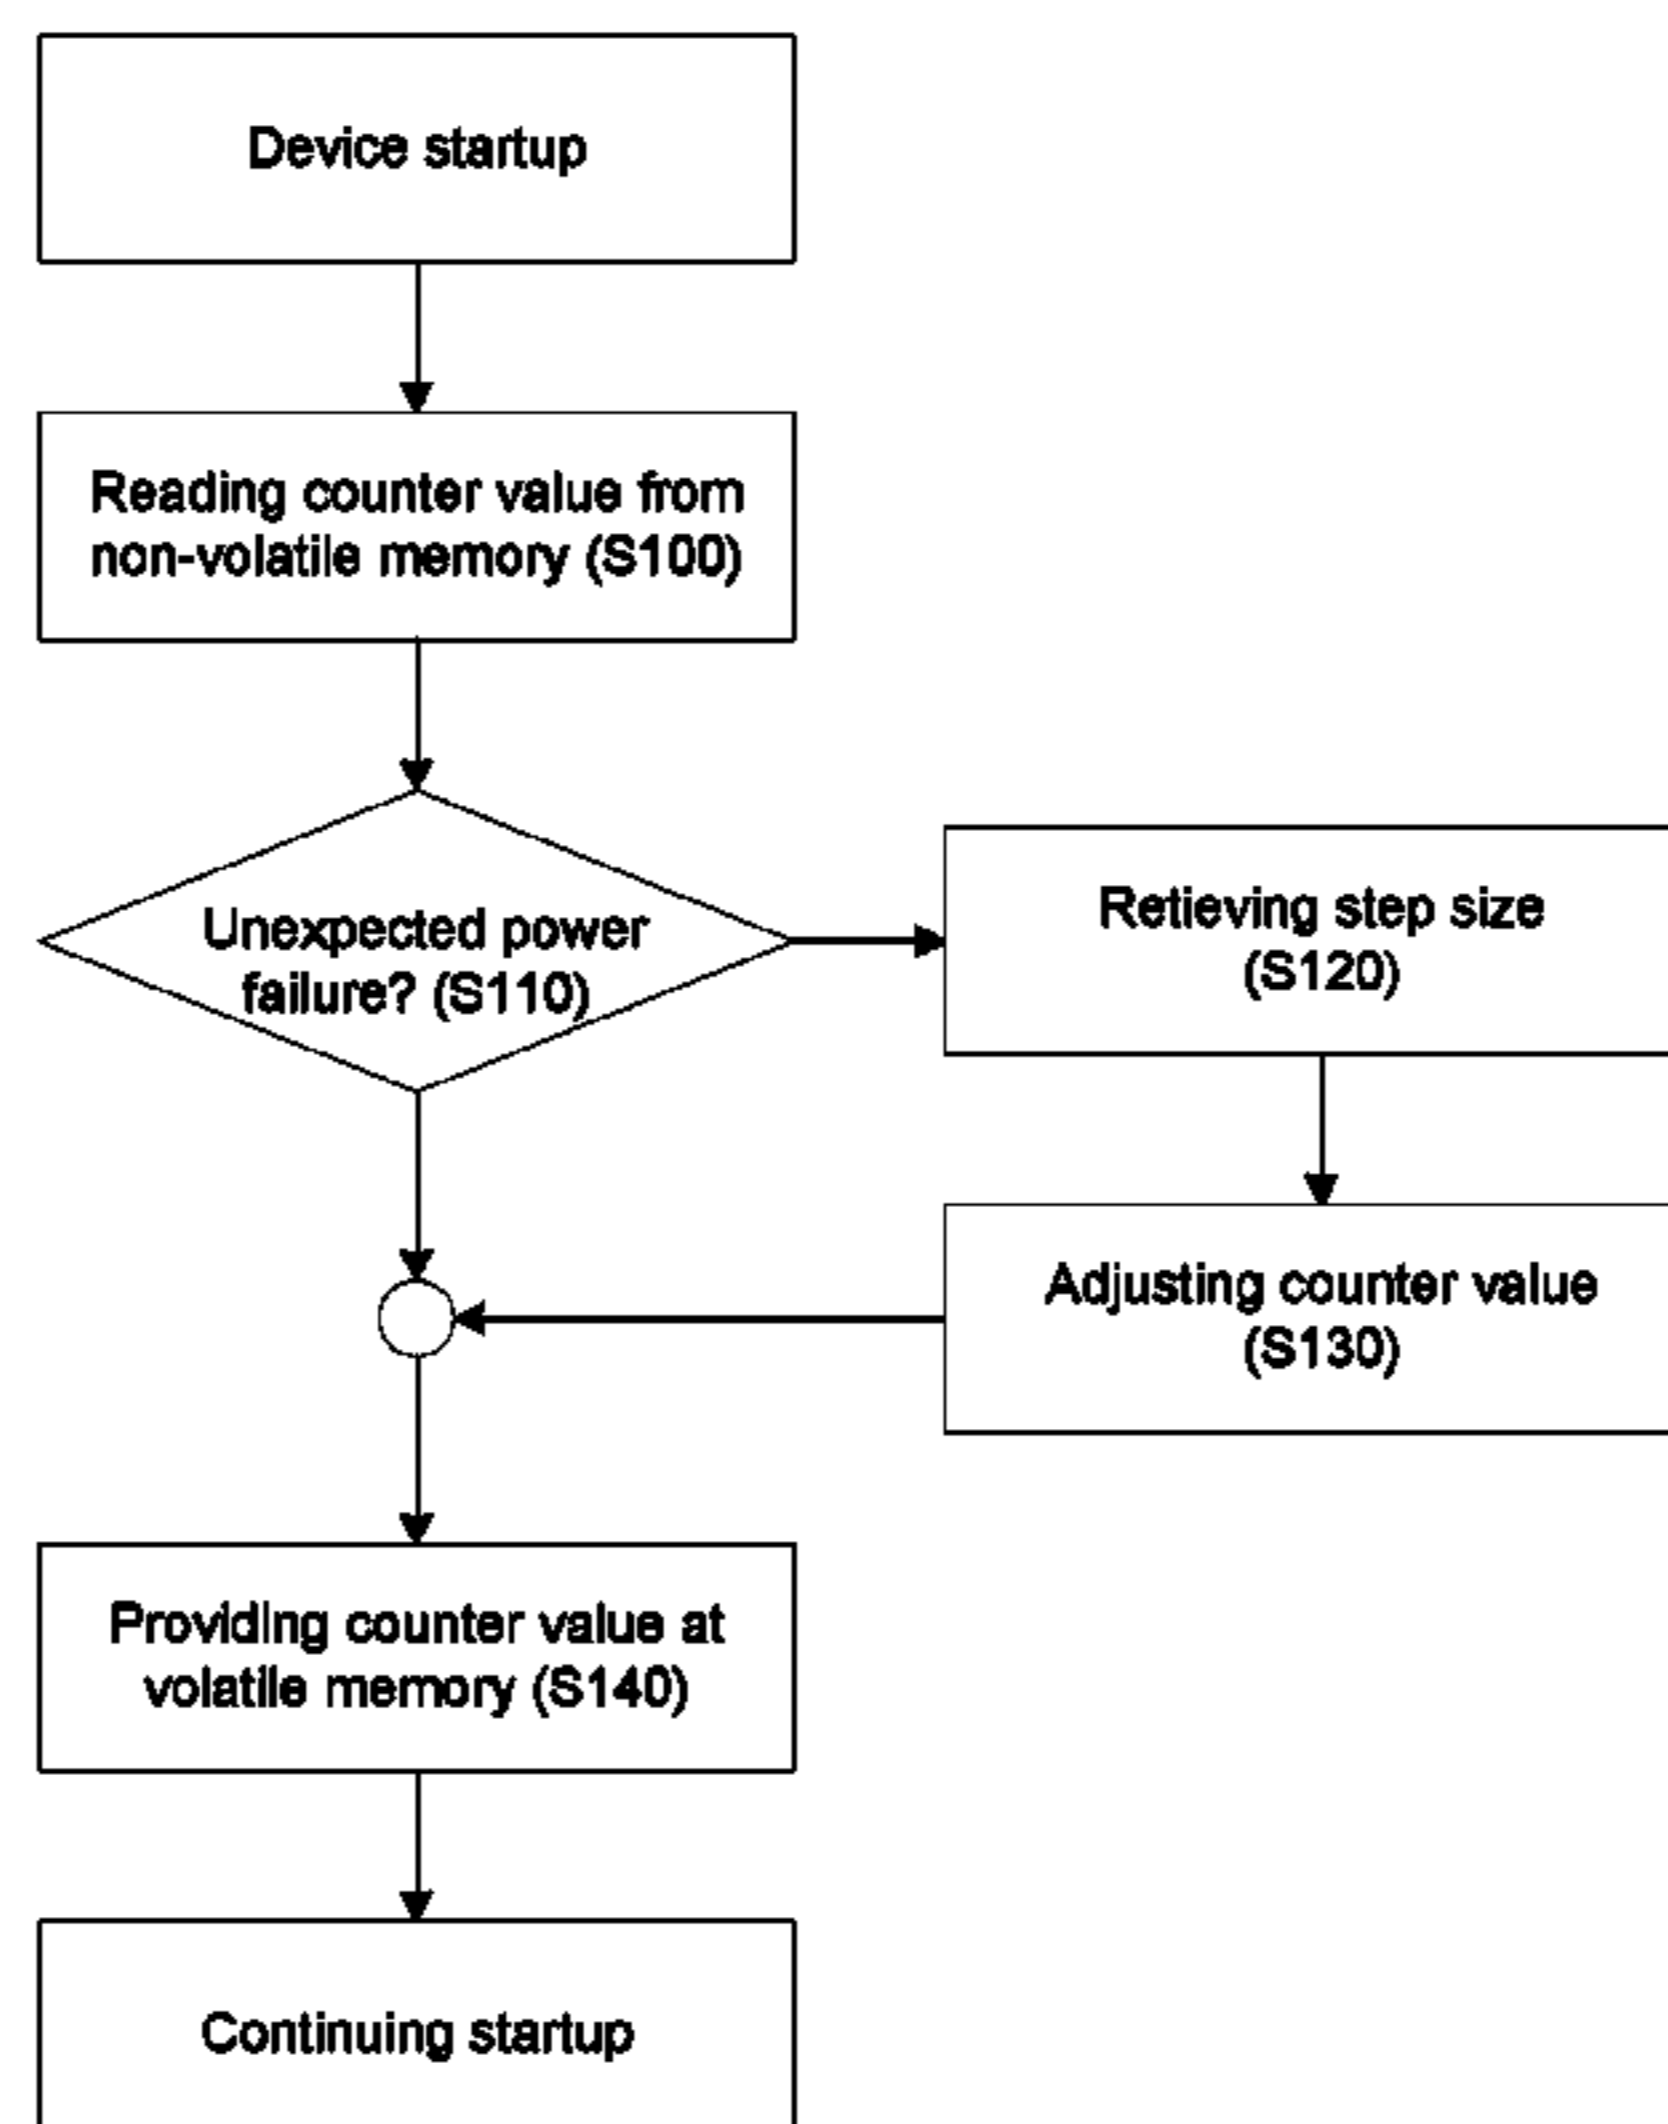 Device startup
Reading counter value from
non-volatile memory (S100)
Unexpected power
failure? (S110)
Retieving step size
(S120)
Adjusting counter value
(S130)
Providing counter value at
volatile memory (S140)
Continuing startup